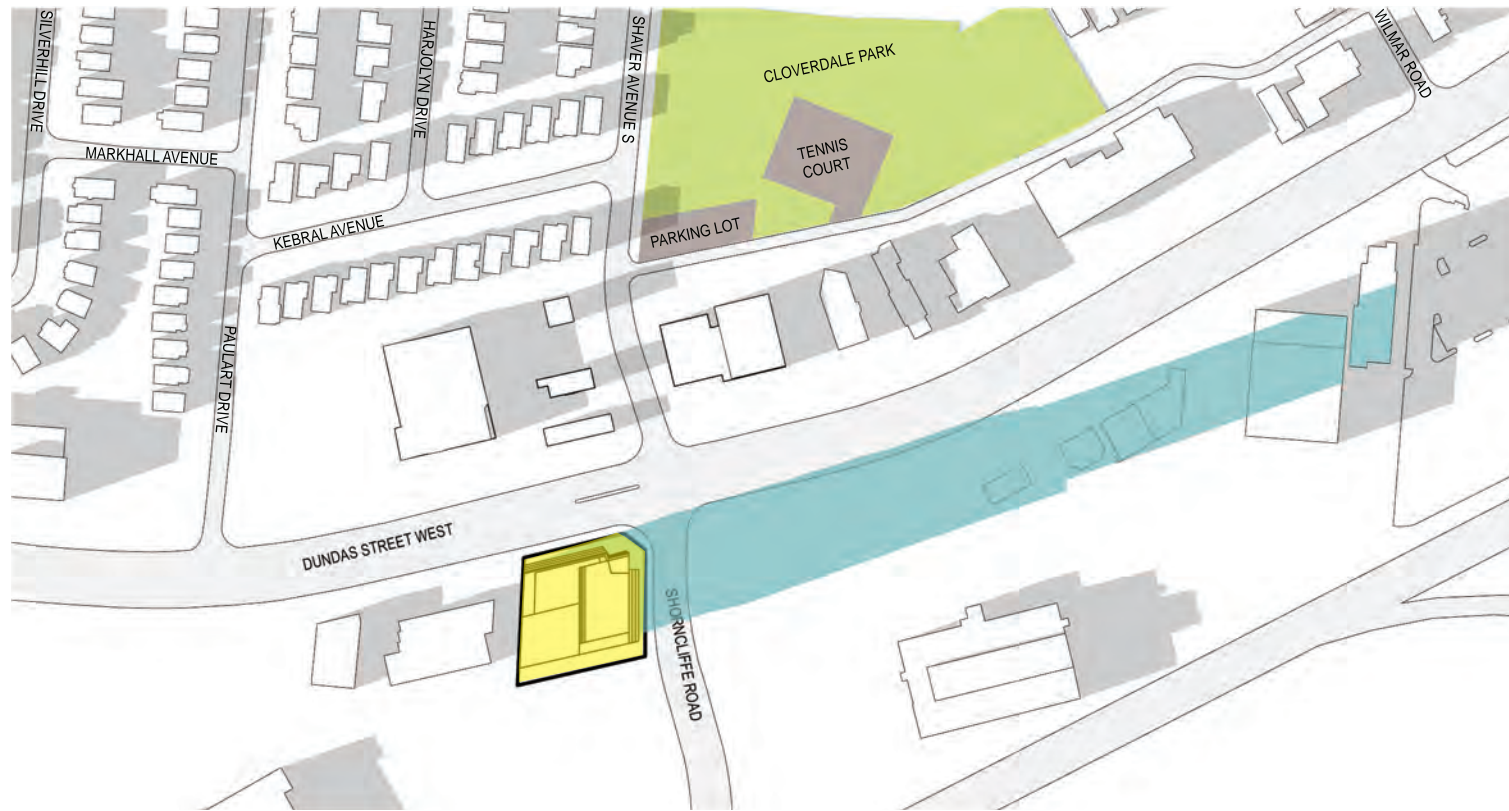 SILVERHILL DRIVE
HARJOLYN DRIVE
SHAVER AVENUE S
CLOVERDALE PARK
WILMAR ROAD
MARKHALL AVENUE
TENNIS
COURT
KEBRAL AVENUE
PARKING LOT
PAULART DRIVE
DUNDAS STREET WEST
SHORNCLIFFE ROAD